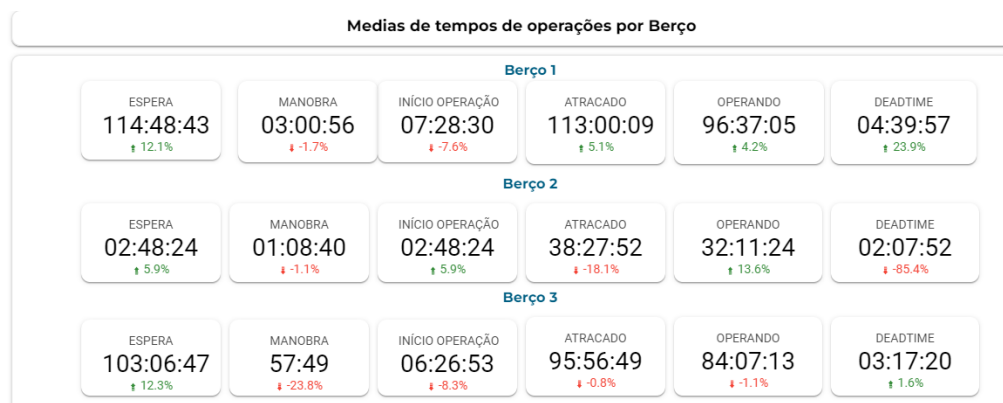 Medias de tempos de operações por Berço
Berço 1
ESPERA MANOBRA INÍCIO OPERAÇÃO ATRACADO OPERANDO DEADTIME
114:48:43 03:00:56 07:28:30 113:00:09 96:37:05 04:39:57
12.1% -1.7% -7.6% 5.1% 4.2% 23.9%
Berço 2
ESPERA MANOBRA INÍCIO OPERAÇÃO ATRACADO OPERANDO DEADTIME
02:48:24 01:08:40 02:48:24 38:27:52 32:11:24 02:07:52
5.9% -1.1% 5.9% -18.1% 13.6% -85.4%
Berço 3
ESPERA MANOBRA INÍCIO OPERAÇÃO ATRACADO OPERANDO DEADTIME
103:06:47 57:49 06:26:53 95:56:49 84:07:13 03:17:20
12.3% -23.8% -8.3% -0.8% -1.1% 1.6%